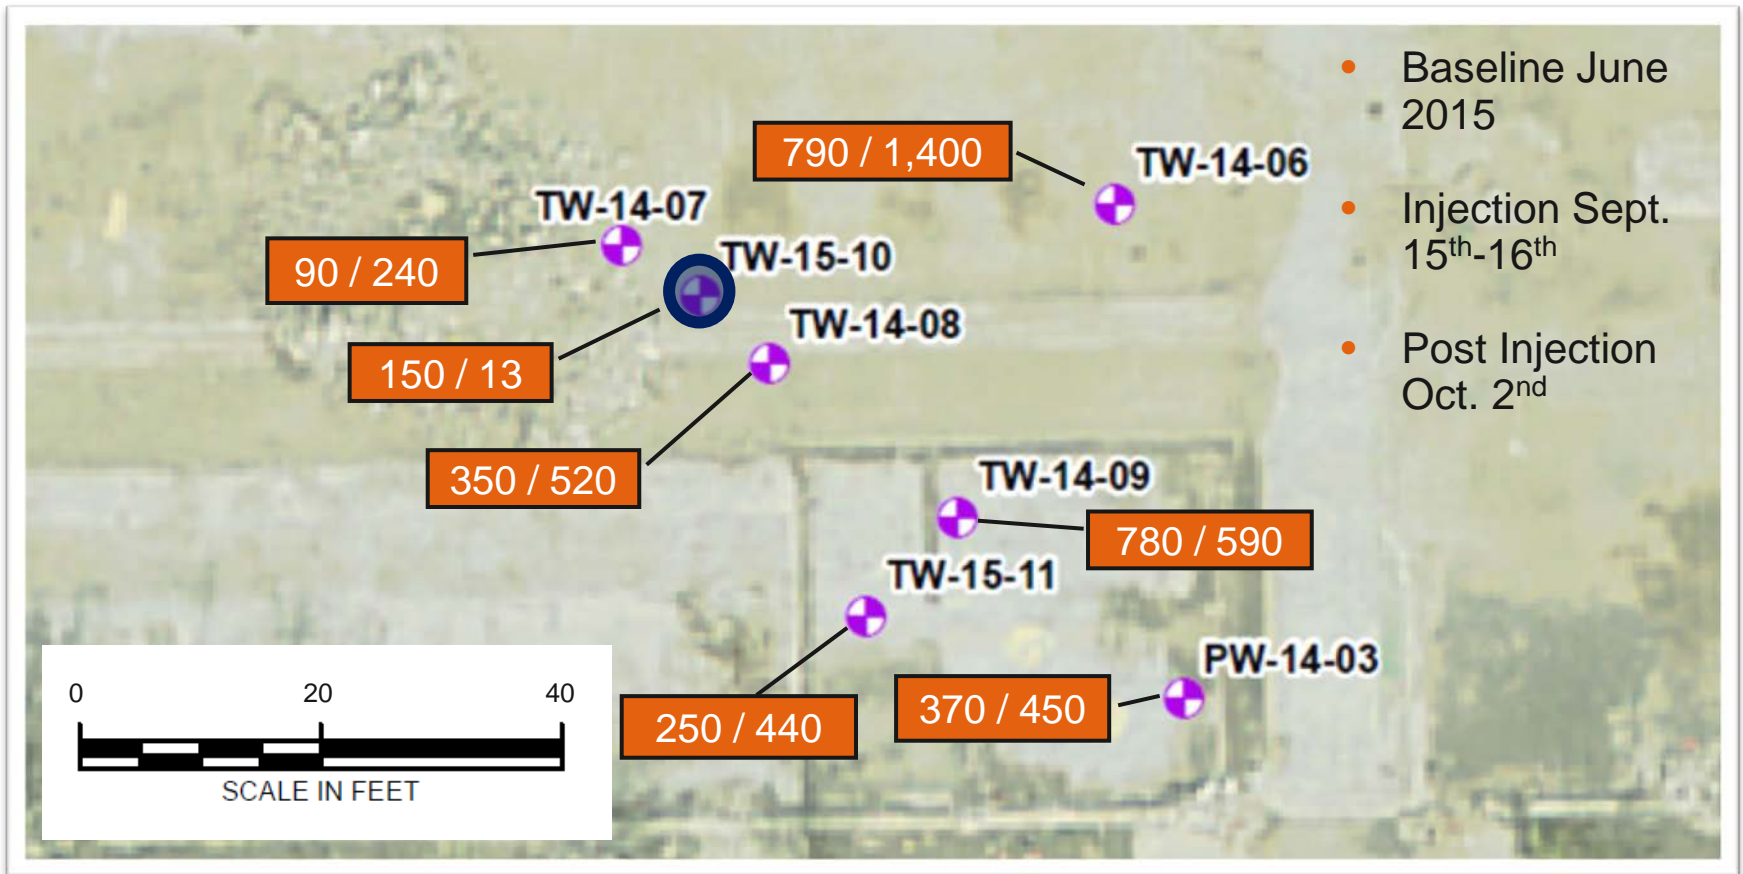 Baseline June
2015
Injection Sept.
15th-16th
Post Injection
Oct. 2nd
790 / 1,400
TW-14-06
TW-14-07
90 / 240
TW-15-10
150 / 13
TW-14-08
350 / 520
TW-14-09
780 / 590
TW-15-11
250 / 440
PW-14-03
370 / 450
0 20 40
SCALE IN FEET